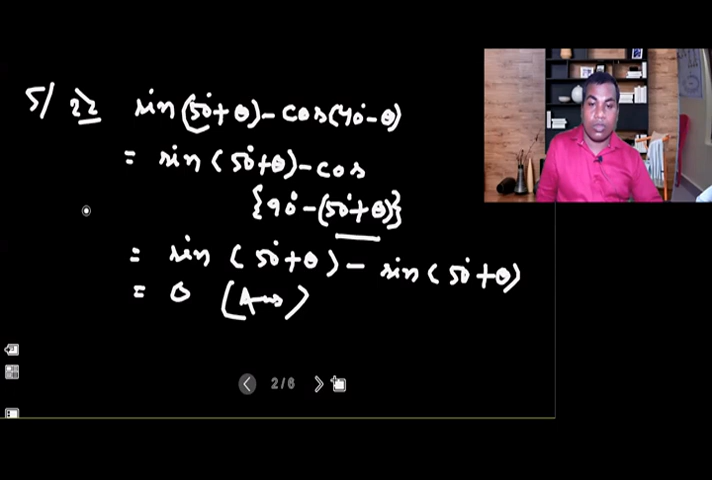 5/ 22 sin(50°+θ)-cos(40°-θ)
= sin(50°+θ)-cos
{90°-(50°+θ)}
= sin(50°+θ)-sin(50°+θ)
= 0 (Ans)
2/6